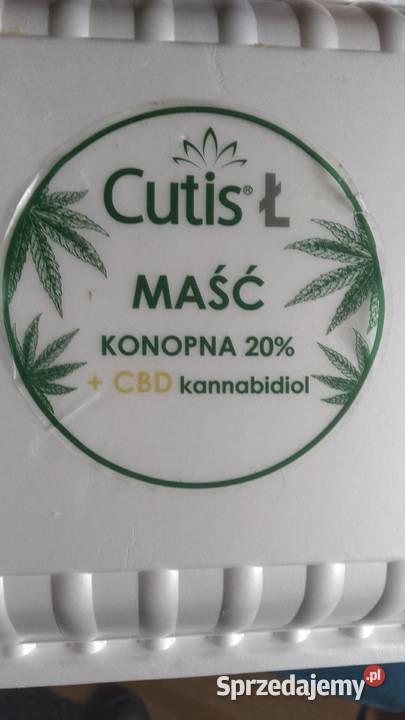 Cutis® Ł
MAŚĆ
KONOPNA 20%
+ CBD kannabidiol
Sprzedajemy.pl